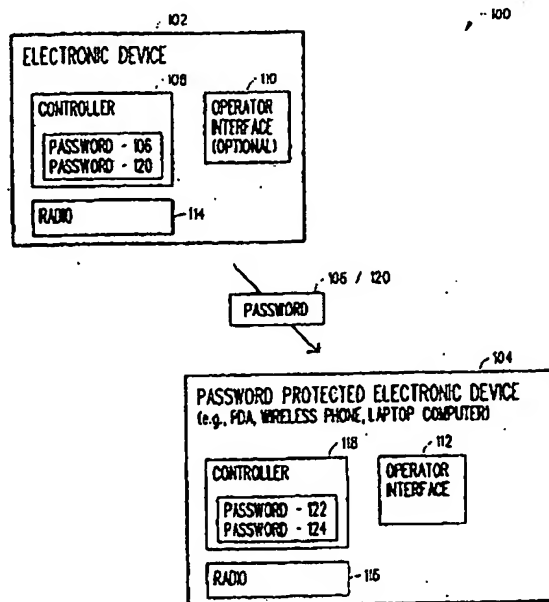 100
102
ELECTRONIC DEVICE
108
CONTROLLER
PASSWORD - 106
PASSWORD - 120
110
OPERATOR
INTERFACE
(OPTIONAL)
RADIO
114
106 / 120
PASSWORD
104
PASSWORD PROTECTED ELECTRONIC DEVICE
(e.g., PDA, WIRELESS PHONE, LAPTOP COMPUTER)
118
CONTROLLER
PASSWORD - 122
PASSWORD - 124
112
OPERATOR
INTERFACE
RADIO
116